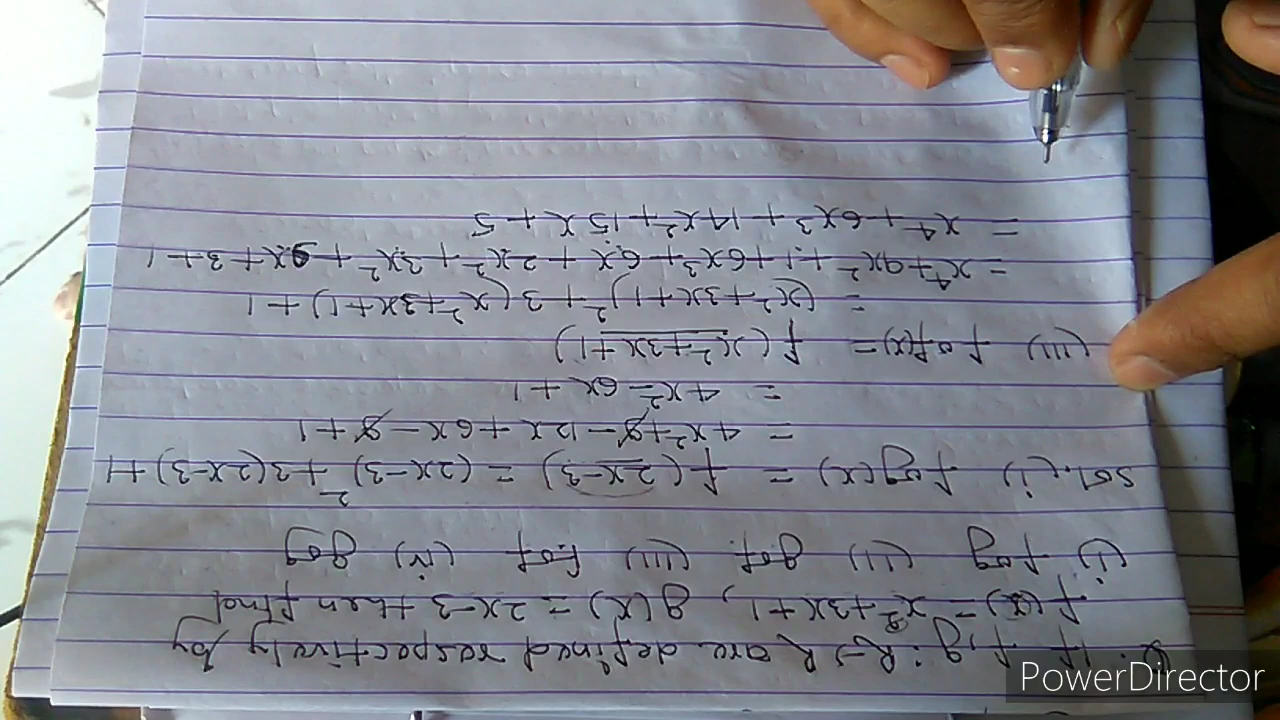 Q. If f, g : R → R are defined respectively by
f(x) = x² + 3x + 1, g(x) = 2x - 3 then find
(i) fog (ii) gof (iii) fof (iv) gog
Sol. (i) fog(x) = f(2x-3) = (2x-3)² + 3(2x-3) + 1
= 4x² + 9 - 12x + 6x - 9 + 1
= 4x² - 6x + 1
(iii) fof(x) = f(x² + 3x + 1)
= (x² + 3x + 1)² + 3(x² + 3x + 1) + 1
= x⁴ + 9x² + 1 + 6x³ + 6x + 2x² + 3x² + 9x + 3 + 1
= x⁴ + 6x³ + 14x² + 15x + 5
PowerDirector